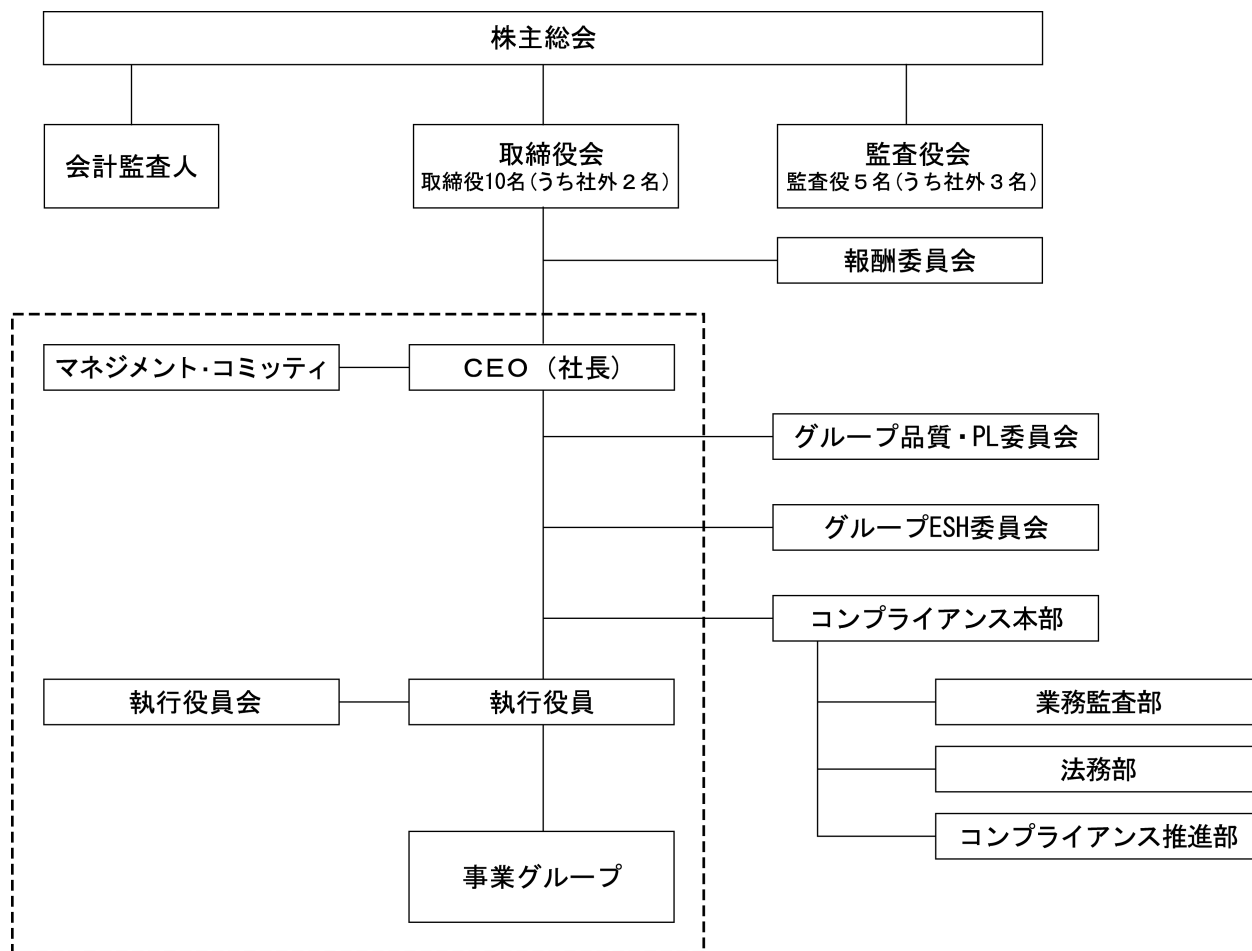 株主総会
会計監査人
取締役会
取締役10名(うち社外２名)
監査役会
監査役５名(うち社外３名)
報酬委員会
マネジメント・コミッティ
ＣＥＯ（社長）
グループ品質・PL委員会
グループESH委員会
コンプライアンス本部
執行役員会
執行役員
業務監査部
法務部
コンプライアンス推進部
事業グループ